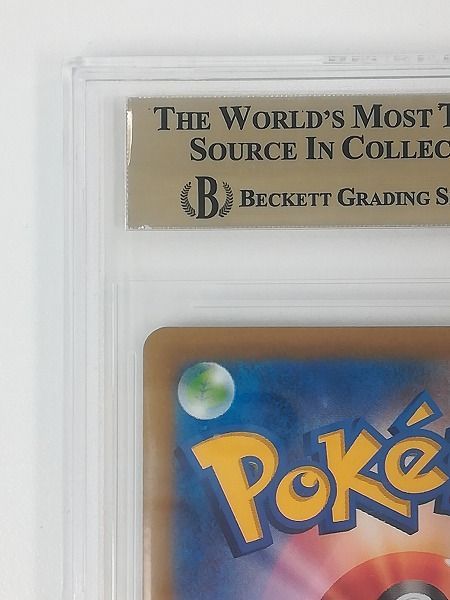 THE WORLD'S MOST T
SOURCE IN COLLEC
B BECKETT GRADING S
POKé